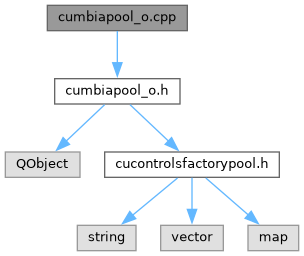 cumbiapool_o.cpp
cumbiapool_o.h
QObject
cucontrolsfactorypool.h
string
vector
map